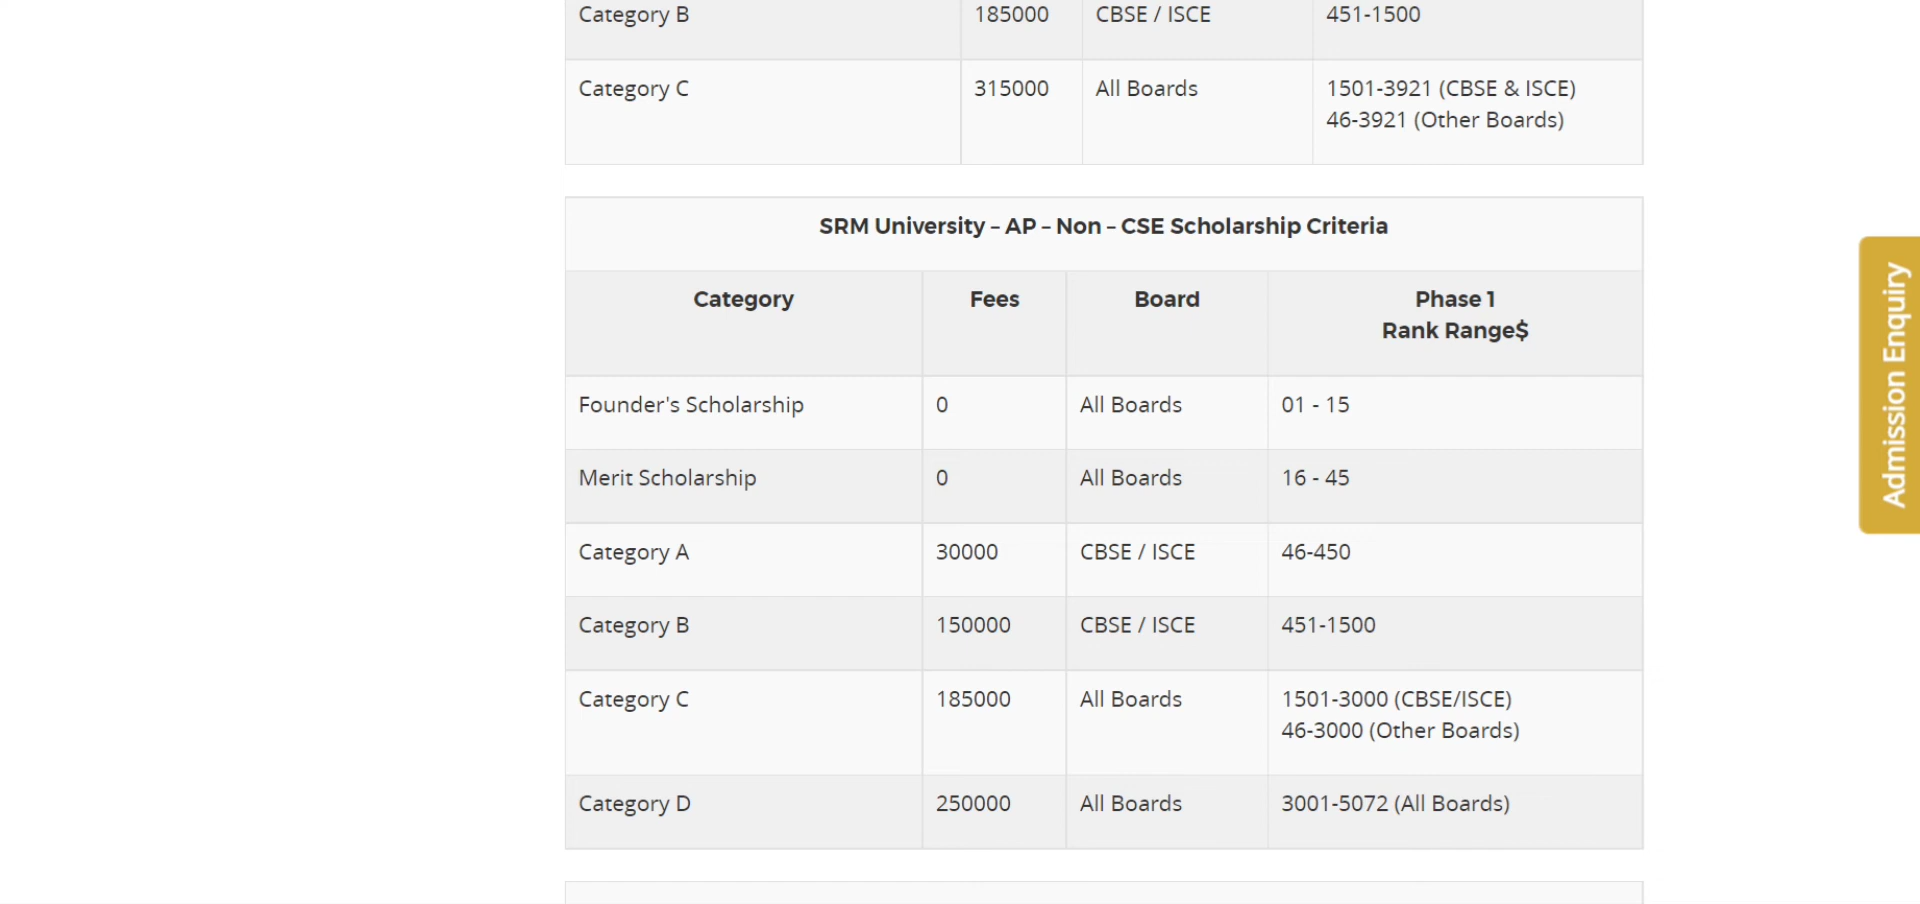 Category B 185000 CBSE / ISCE 451-1500
Category C 315000 All Boards 1501-3921 (CBSE & ISCE)
46-3921 (Other Boards)
SRM University – AP – Non – CSE Scholarship Criteria
Category Fees Board Phase 1
Rank Range$
Founder's Scholarship 0 All Boards 01 - 15
Merit Scholarship 0 All Boards 16 - 45
Category A 30000 CBSE / ISCE 46-450
Category B 150000 CBSE / ISCE 451-1500
Category C 185000 All Boards 1501-3000 (CBSE/ISCE)
46-3000 (Other Boards)
Category D 250000 All Boards 3001-5072 (All Boards)
Admission Enquiry